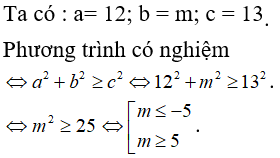 Ta có : a= 12; b = m; c = 13.
Phương trình có nghiệm
⇔ a² + b² ≥ c² ⇔ 12² + m² ≥ 13².
⇔ m² ≥ 25 ⇔ [ m ≤ −5
m ≥ 5 .